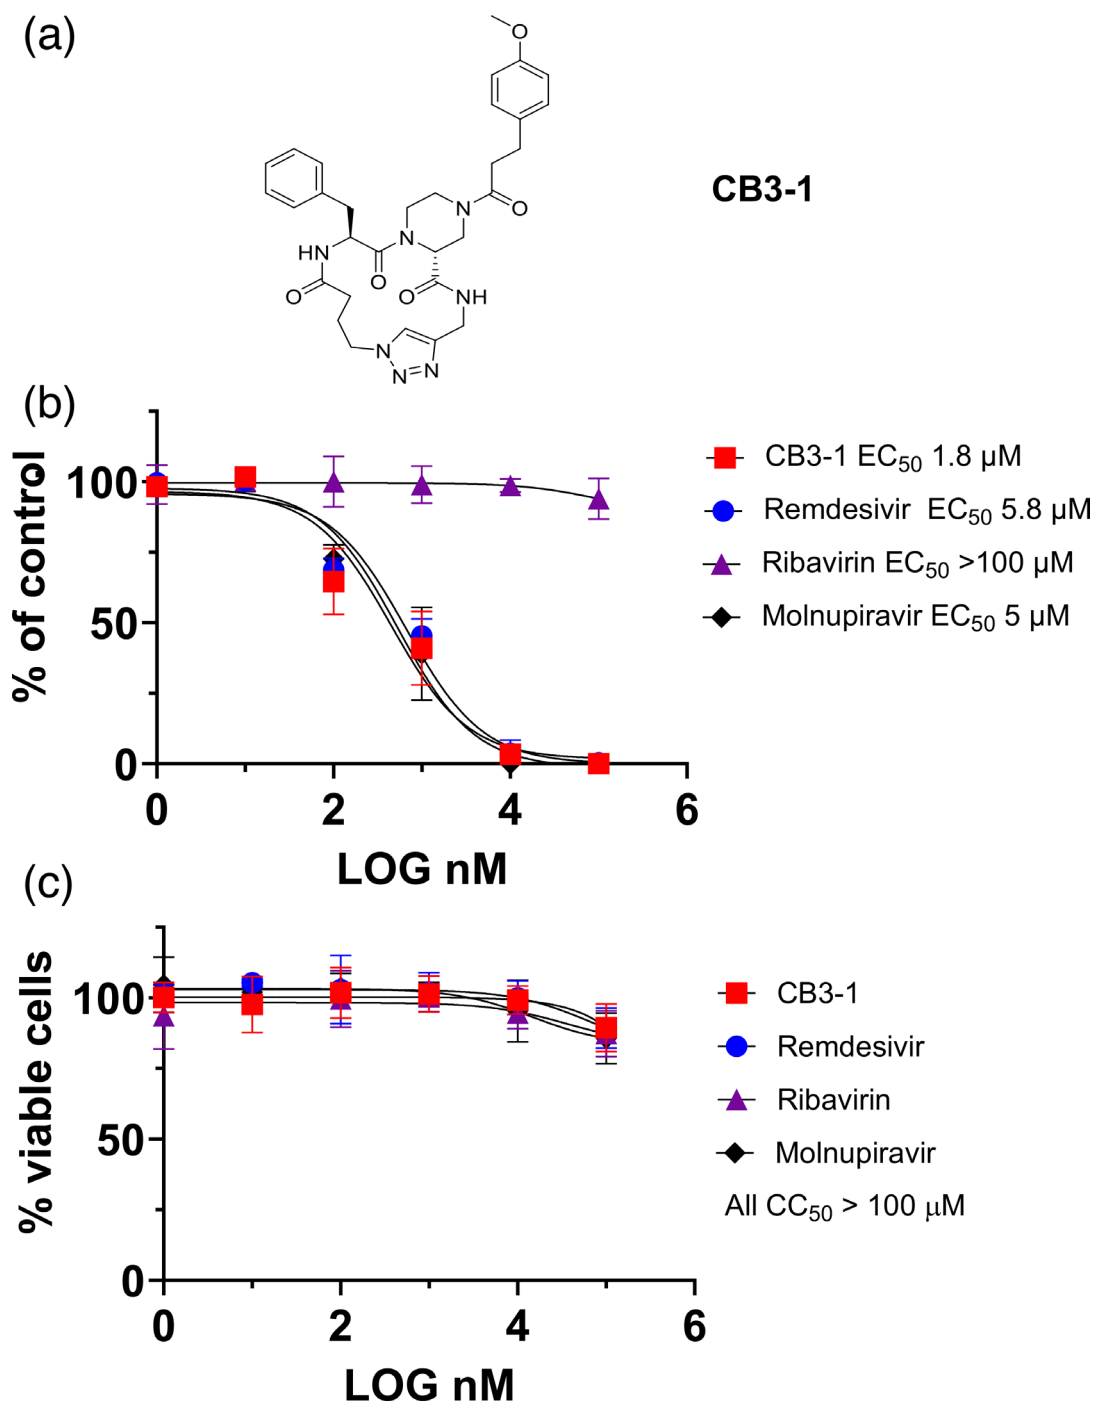 (a)
O
N
O
N
O
HN
O
O
NH
N
N=N
CB3-1
(b)
% of control
100
50
0
0 2 4 6
LOG nM
CB3-1 EC50 1.8 µM
Remdesivir EC50 5.8 µM
Ribavirin EC50 >100 µM
Molnupiravir EC50 5 µM
(c)
% viable cells
100
50
0
0 2 4 6
LOG nM
CB3-1
Remdesivir
Ribavirin
Molnupiravir
All CC50 > 100 µM